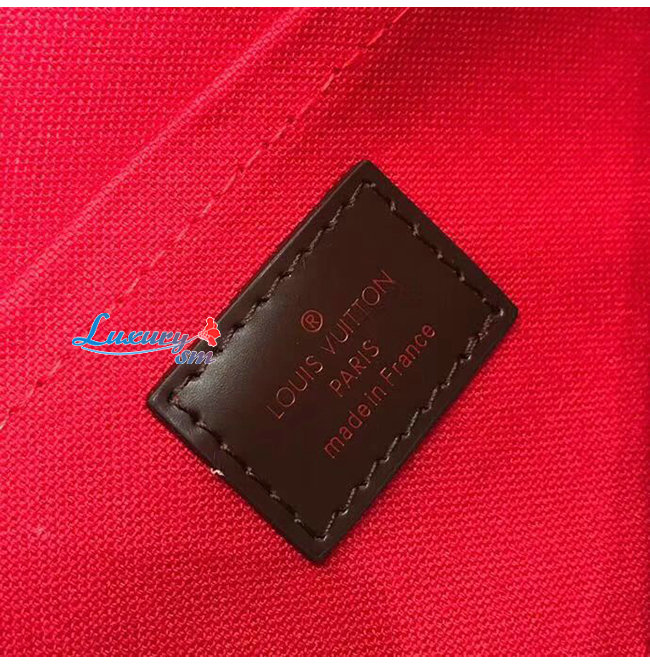 Luxury
sm
®
LOUIS VUITTON
PARIS
made in France